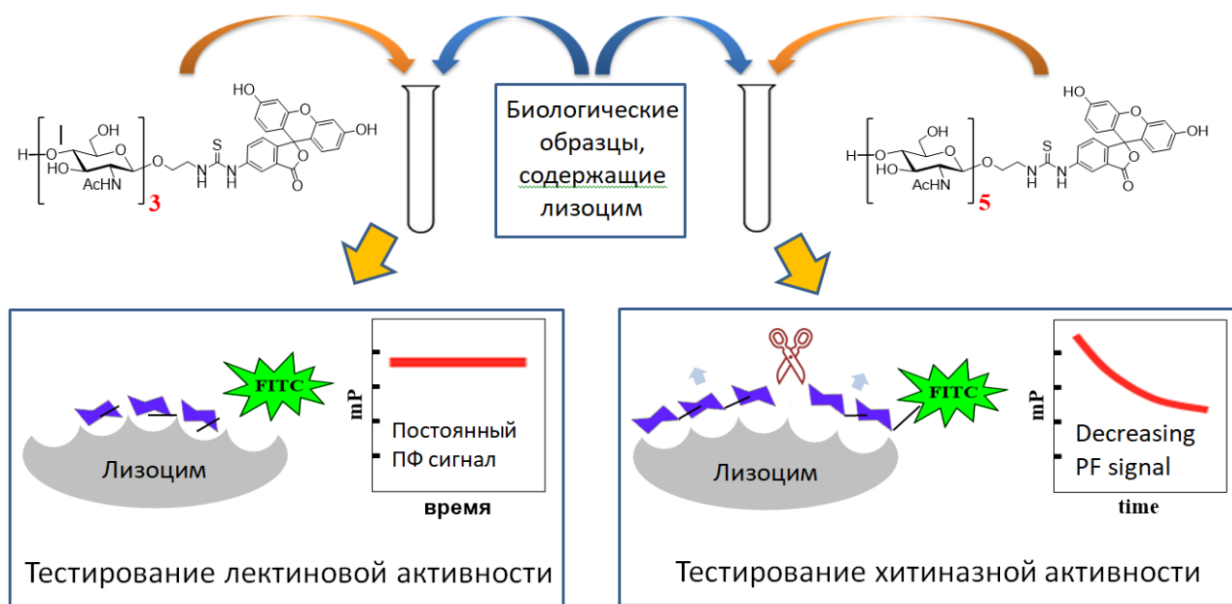 Биологические
образцы,
содержащие
лизоцим
HO
O
OH
O
O
S
N
H
N
H
O
OH
O
H
O
HO
AcHN
3
HO
O
OH
O
O
S
N
H
N
H
O
OH
O
H
O
HO
AcHN
5
FITC
Лизоцим
mP
Постоянный
ПФ сигнал
время
Тестирование лектиновой активности
FITC
Лизоцим
mP
Decreasing
PF signal
time
Тестирование хитиназной активности